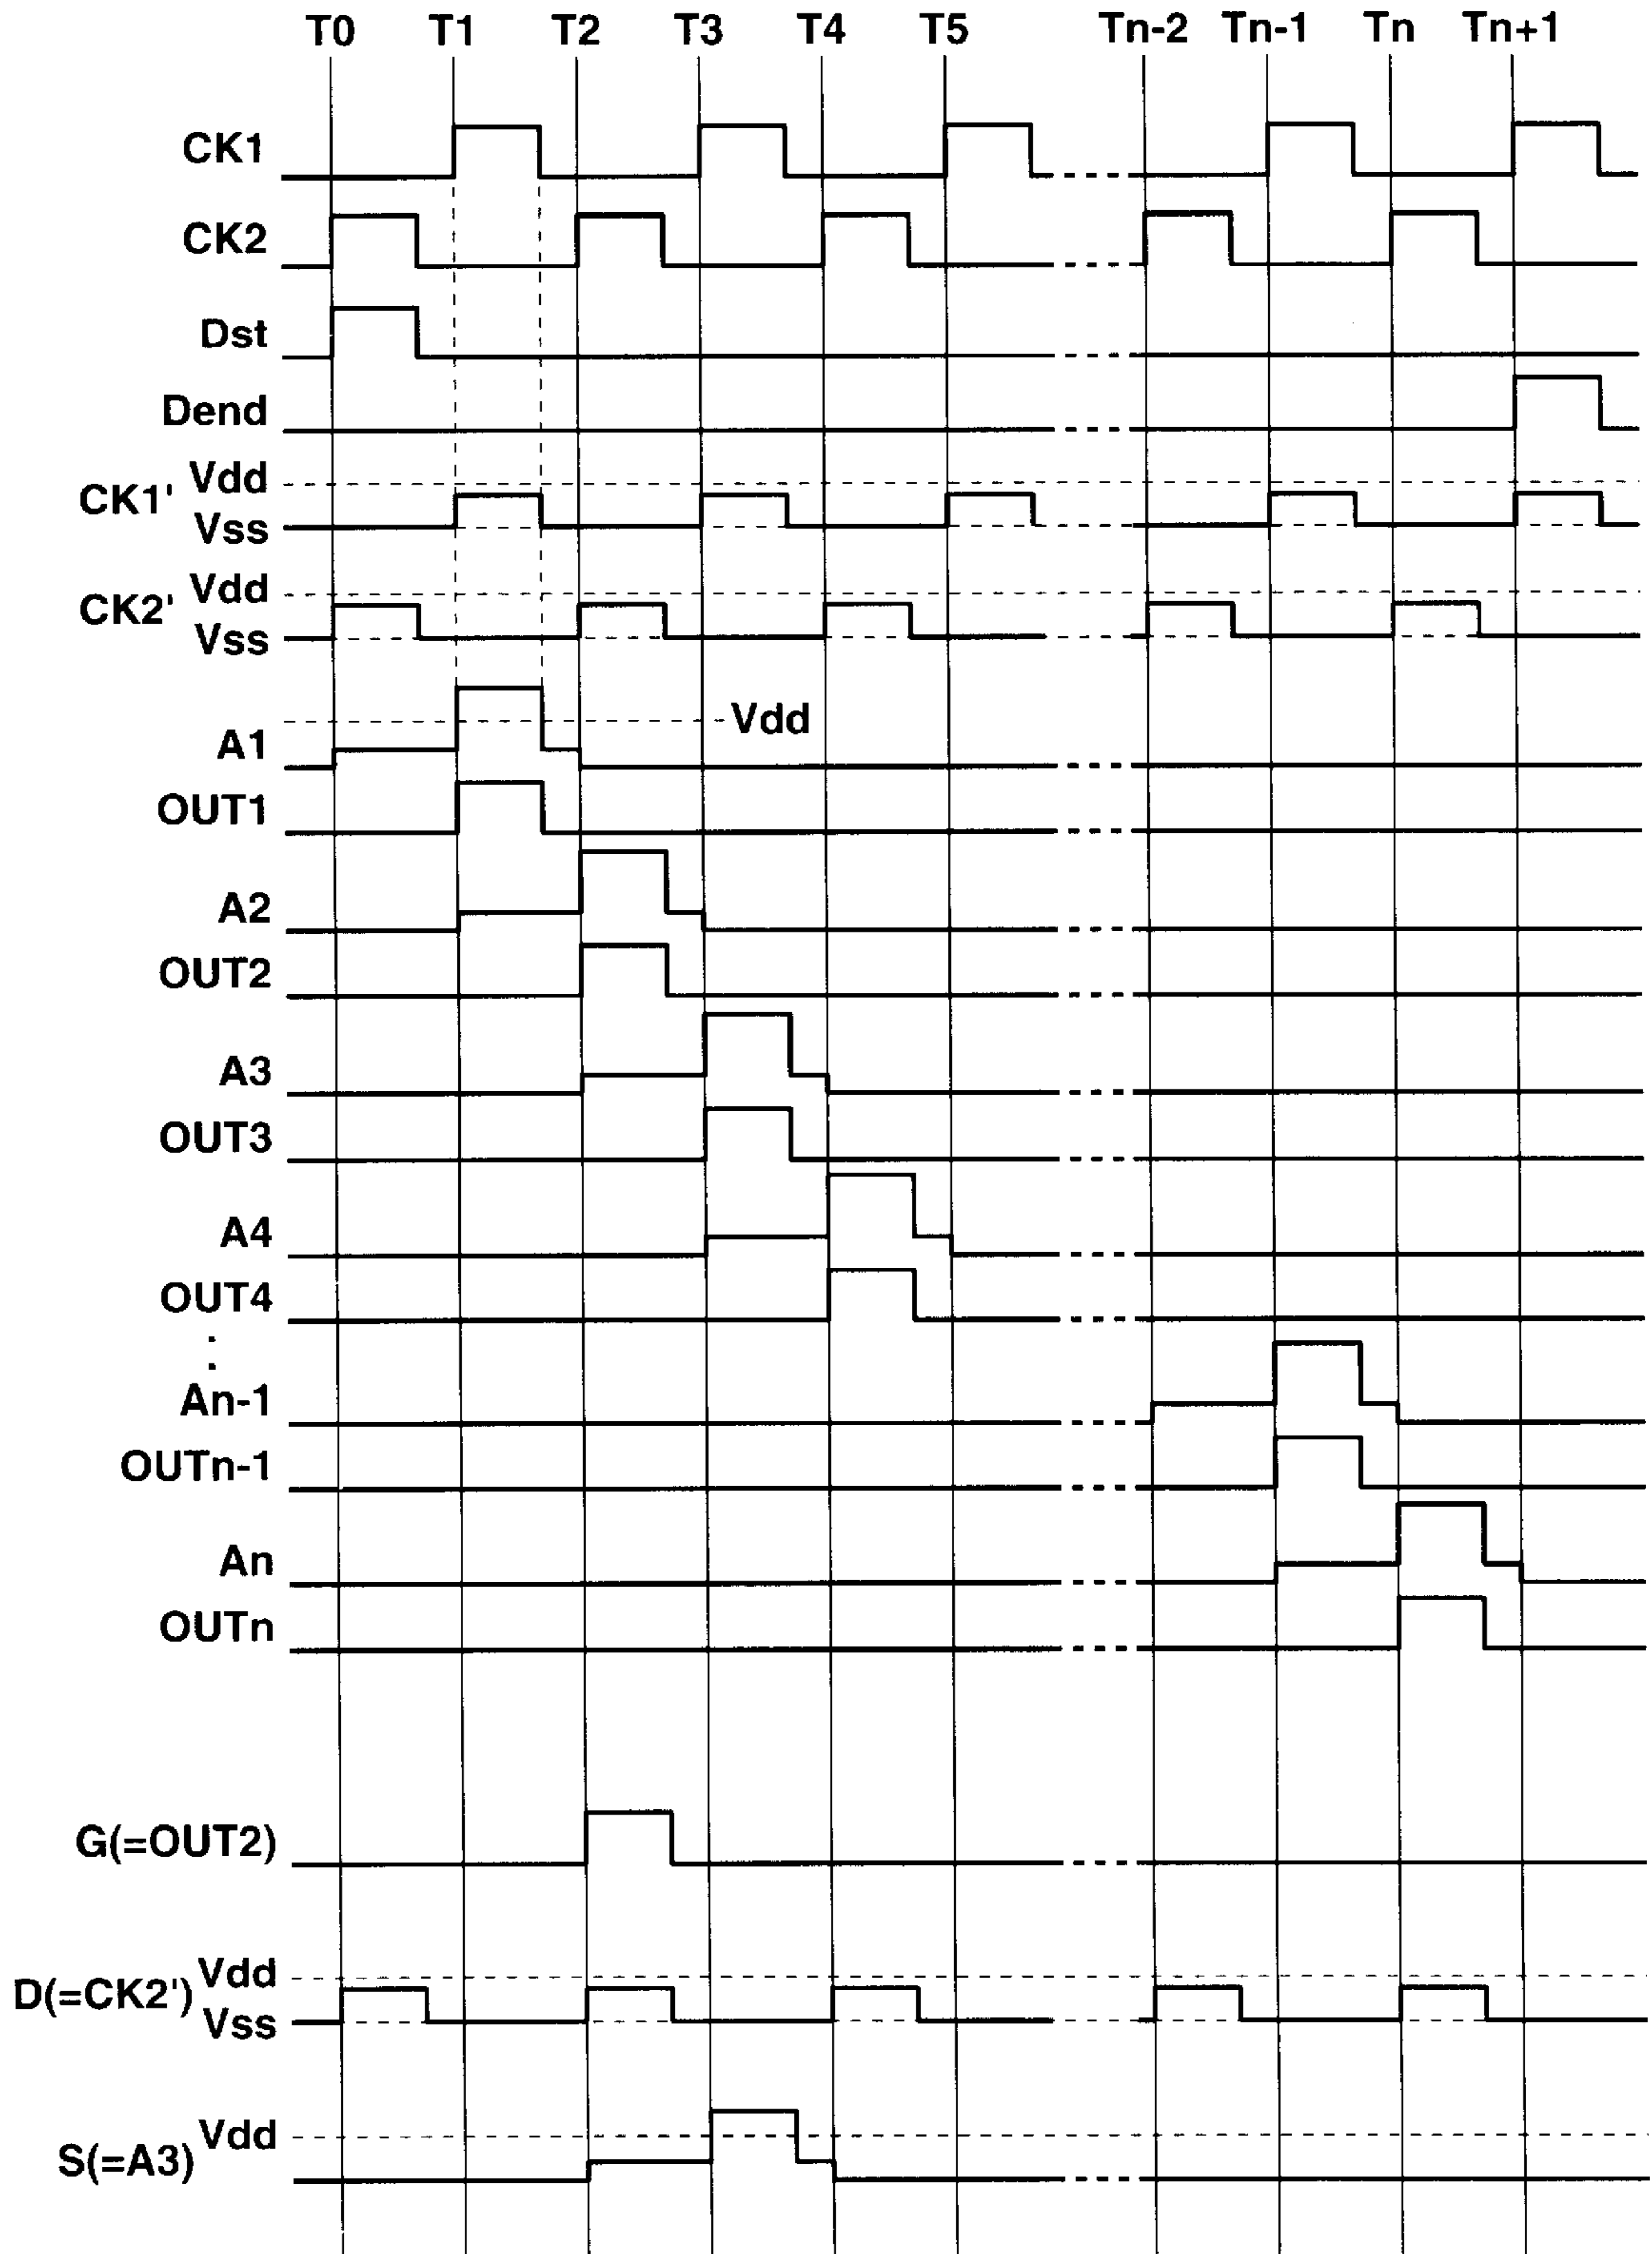 T0 T1 T2 T3 T4 T5 Tn-2 Tn-1 Tn Tn+1
CK1
CK2
Dst
Dend
CK1' Vdd
Vss
CK2' Vdd
Vss
Vdd
A1
OUT1
A2
OUT2
A3
OUT3
A4
OUT4
:
An-1
OUTn-1
An
OUTn
G(=OUT2)
D(=CK2') Vdd
Vss
S(=A3) Vdd